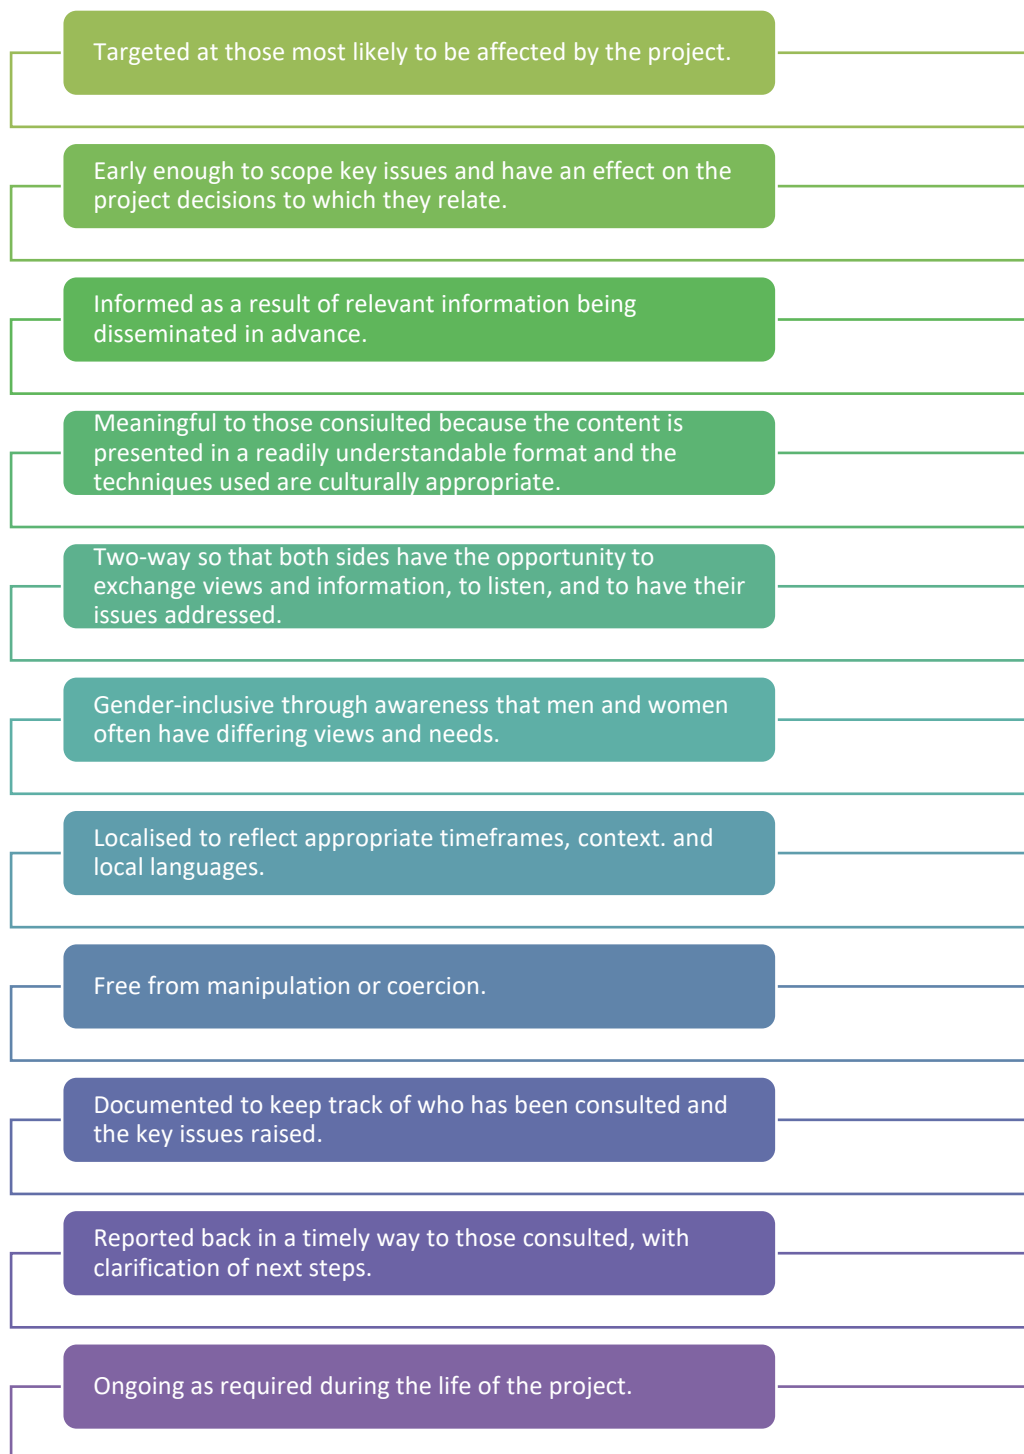 Targeted at those most likely to be affected by the project.
Early enough to scope key issues and have an effect on the
project decisions to which they relate.
Informed as a result of relevant information being
disseminated in advance.
Meaningful to those consiulted because the content is
presented in a readily understandable format and the
techniques used are culturally appropriate.
Two-way so that both sides have the opportunity to
exchange views and information, to listen, and to have their
issues addressed.
Gender-inclusive through awareness that men and women
often have differing views and needs.
Localised to reflect appropriate timeframes, context. and
local languages.
Free from manipulation or coercion.
Documented to keep track of who has been consulted and
the key issues raised.
Reported back in a timely way to those consulted, with
clarification of next steps.
Ongoing as required during the life of the project.